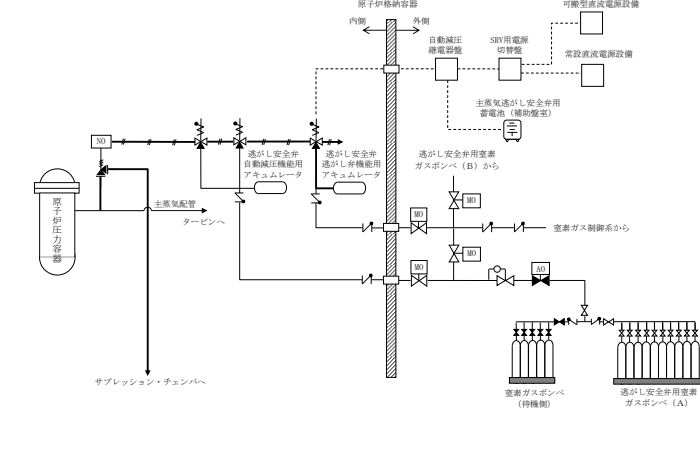 原子炉格納容器
内側
外側
可搬型直流電源設備
自動減圧
継電器盤
SRV用電源
切替盤
常設直流電源設備
主蒸気逃がし安全弁用
蓄電池（補助盤室）
NO
逃がし安全弁
自動減圧機能用
アキュムレータ
逃がし安全弁
逃がし弁機能用
アキュムレータ
逃がし安全弁用窒素
ガスボンベ（B）から
MO
原子炉圧力容器
主蒸気配管
タービンへ
MO
窒素ガス制御系から
MO
MO
AO
サプレッション・チェンバへ
窒素ガスボンベ
（待機側）
逃がし安全弁用窒素
ガスボンベ（A）